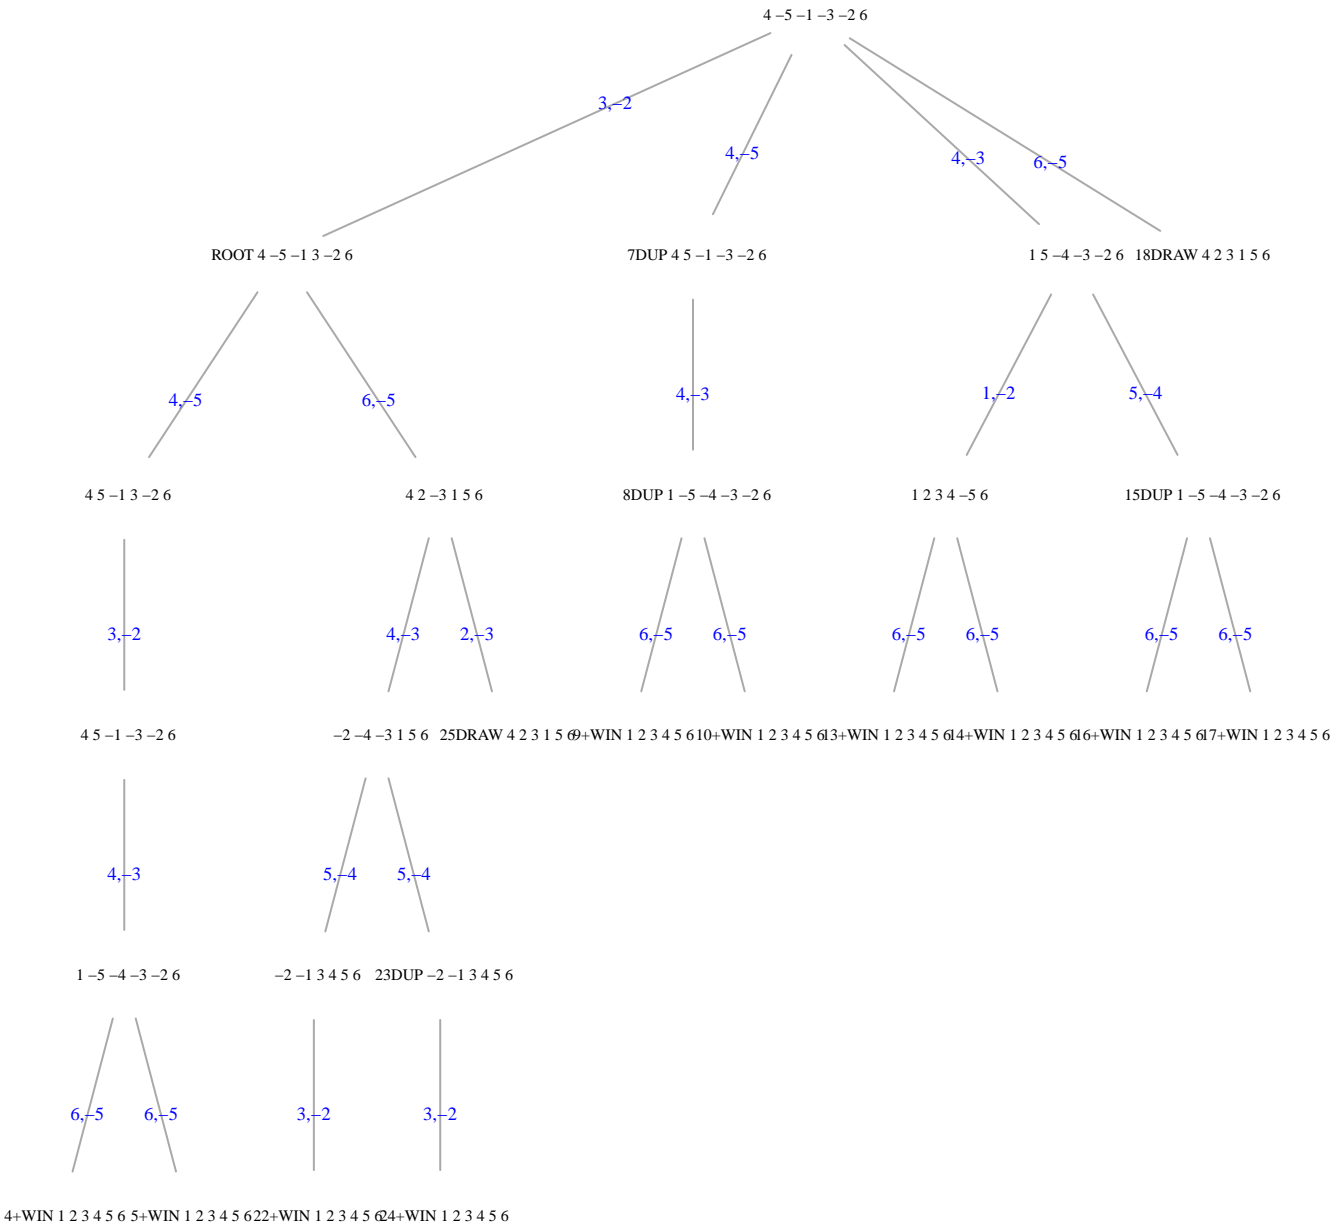 4 –5 –1 –3 –2 6
3,–2
4,–5
4,–3
6,–5
ROOT 4 –5 –1 3 –2 6
7DUP 4 5 –1 –3 –2 6
1 5 –4 –3 –2 6
18DRAW 4 2 3 1 5 6
4,–5
6,–5
4,–3
1,–2
5,–4
4 5 –1 3 –2 6
4 2 –3 1 5 6
8DUP 1 –5 –4 –3 –2 6
1 2 3 4 –5 6
15DUP 1 –5 –4 –3 –2 6
3,–2
4,–3
2,–3
6,–5
6,–5
6,–5
6,–5
6,–5
6,–5
4 5 –1 –3 –2 6
–2 –4 –3 1 5 6
25DRAW 4 2 3 1 5 6
9+WIN 1 2 3 4 5 6
10+WIN 1 2 3 4 5 6
13+WIN 1 2 3 4 5 6
14+WIN 1 2 3 4 5 6
16+WIN 1 2 3 4 5 6
17+WIN 1 2 3 4 5 6
4,–3
5,–4
5,–4
1 –5 –4 –3 –2 6
–2 –1 3 4 5 6
23DUP –2 –1 3 4 5 6
6,–5
6,–5
3,–2
3,–2
4+WIN 1 2 3 4 5 6
5+WIN 1 2 3 4 5 6
22+WIN 1 2 3 4 5 6
24+WIN 1 2 3 4 5 6